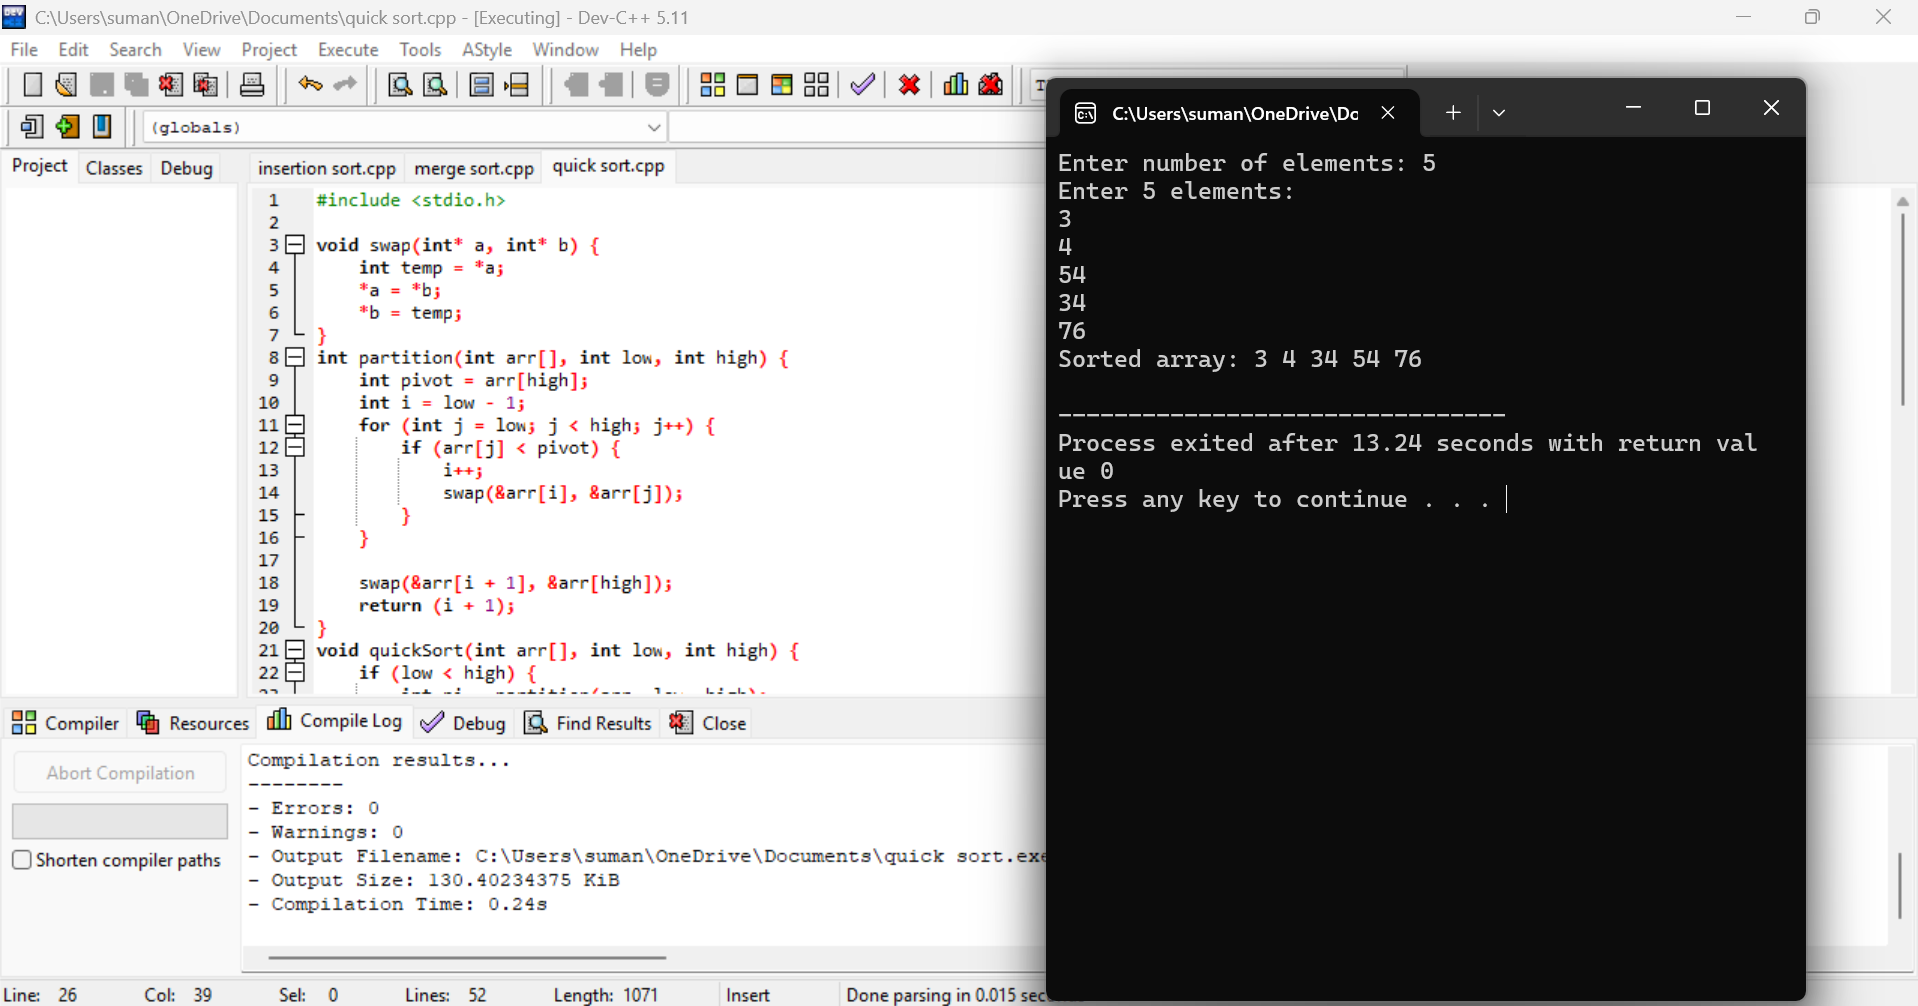 C:\Users\suman\OneDrive\Documents\quick sort.cpp - [Executing] - Dev-C++ 5.11
File Edit Search View Project Execute Tools AStyle Window Help
(globals)
Project Classes Debug
insertion sort.cpp merge sort.cpp quick sort.cpp
1 #include <stdio.h>
2
3 void swap(int* a, int* b) {
4 int temp = *a;
5 *a = *b;
6 *b = temp;
7 }
8 int partition(int arr[], int low, int high) {
9 int pivot = arr[high];
10 int i = low - 1;
11 for (int j = low; j < high; j++) {
12 if (arr[j] < pivot) {
13 i++;
14 swap(&arr[i], &arr[j]);
15 }
16 }
17
18 swap(&arr[i + 1], &arr[high]);
19 return (i + 1);
20 }
21 void quickSort(int arr[], int low, int high) {
22 if (low < high) {
C:\Users\suman\OneDrive\Dc
Enter number of elements: 5
Enter 5 elements:
3
4
54
34
76
Sorted array: 3 4 34 54 76
--------------------------------
Process exited after 13.24 seconds with return val
ue 0
Press any key to continue . . .
Compiler Resources Compile Log Debug Find Results Close
Abort Compilation
Shorten compiler paths
Compilation results...
--------
- Errors: 0
- Warnings: 0
- Output Filename: C:\Users\suman\OneDrive\Documents\quick sort.exe
- Output Size: 130.40234375 KiB
- Compilation Time: 0.24s
Line: 26 Col: 39 Sel: 0 Lines: 52 Length: 1071 Insert Done parsing in 0.015 sec